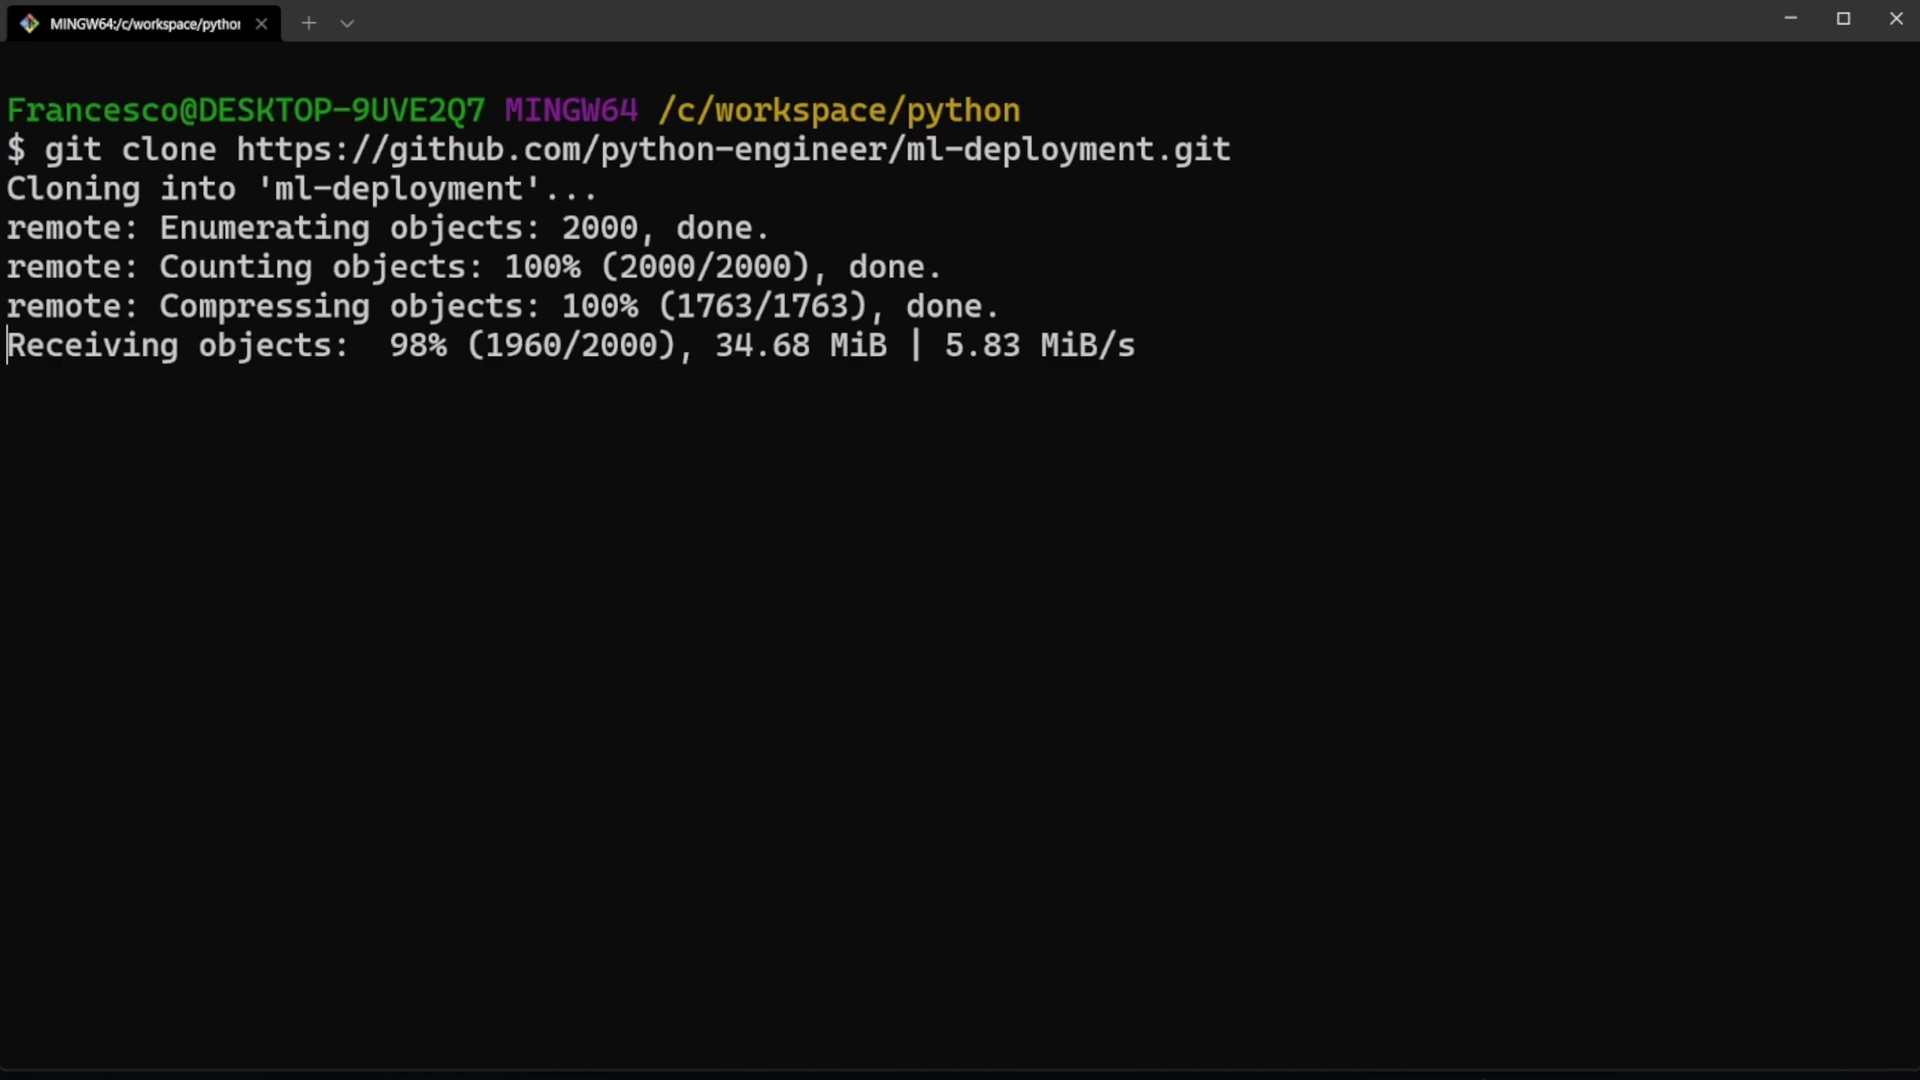 MINGW64:/c/workspace/python
Francesco@DESKTOP-9UVE2Q7 MINGW64 /c/workspace/python
$ git clone https://github.com/python-engineer/ml-deployment.git
Cloning into 'ml-deployment'...
remote: Enumerating objects: 2000, done.
remote: Counting objects: 100% (2000/2000), done.
remote: Compressing objects: 100% (1763/1763), done.
Receiving objects:  98% (1960/2000), 34.68 MiB | 5.83 MiB/s